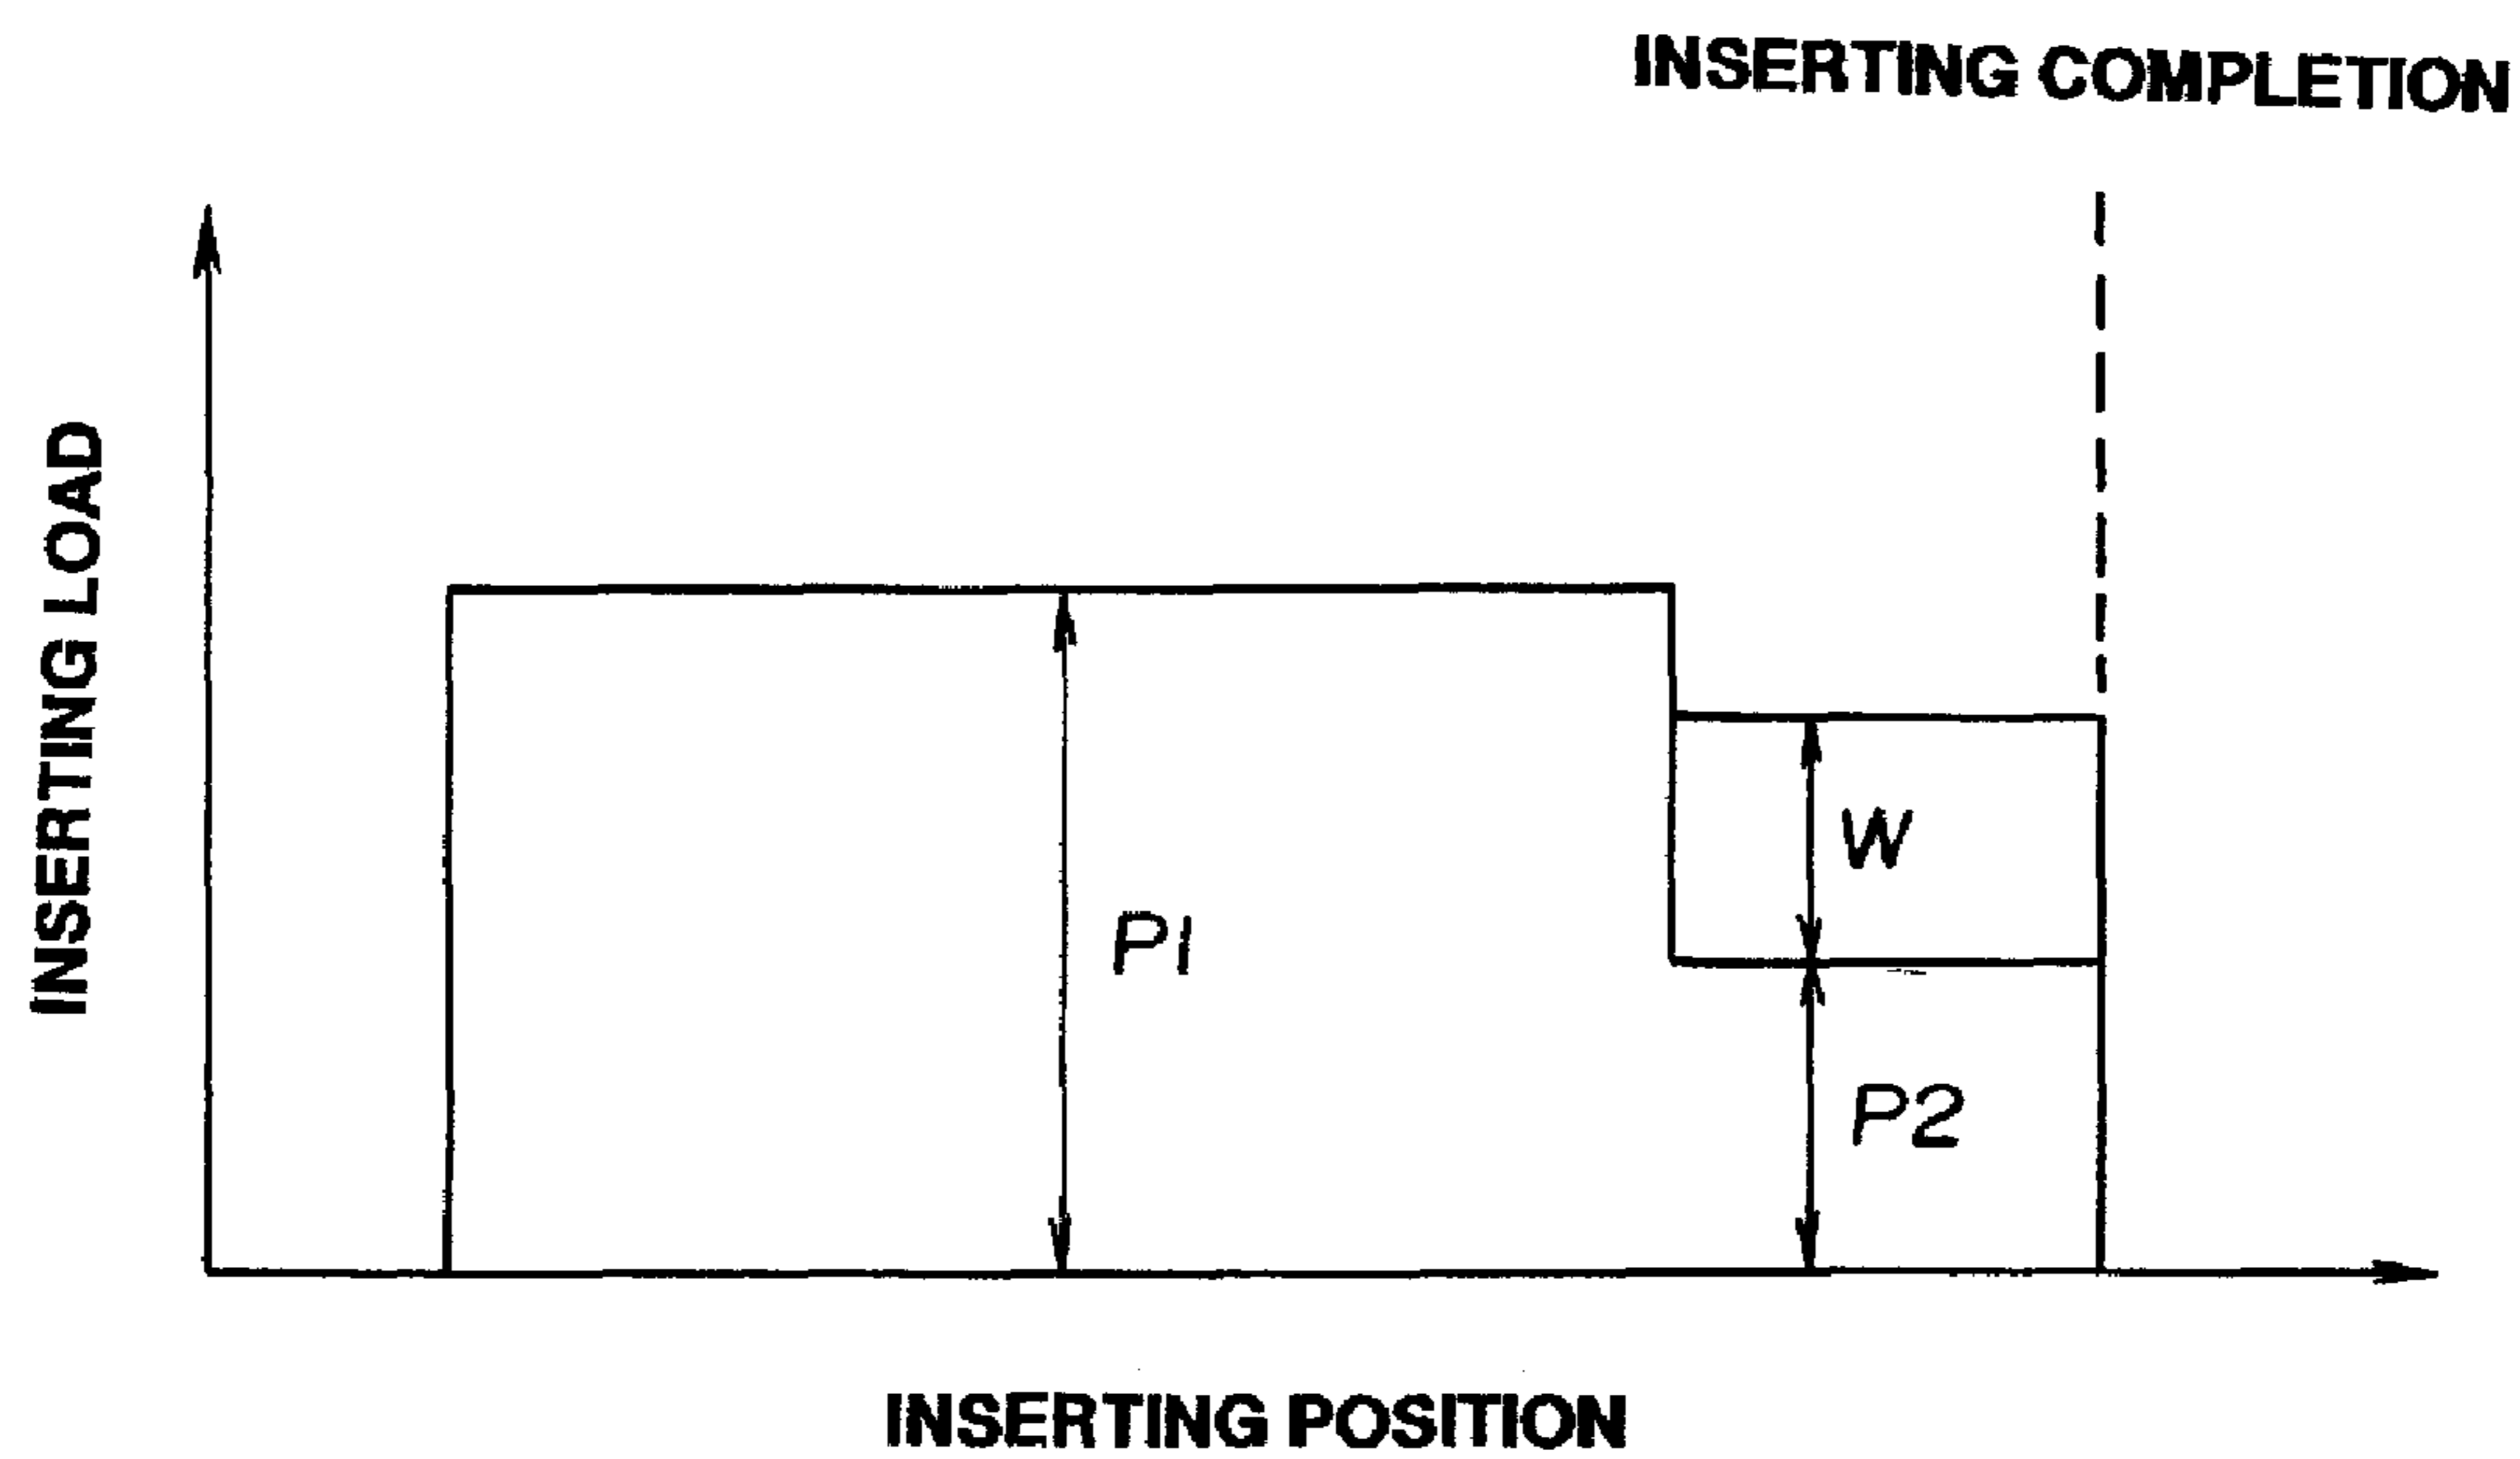 INSERTING COMPLETION
INSERTING LOAD
W
P1
P2
INSERTING POSITION